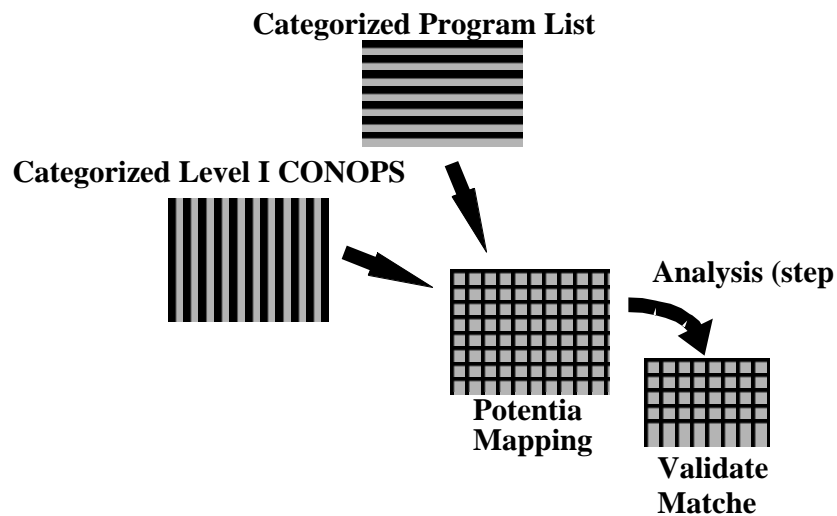 Categorized Program List
Categorized Level I CONOPS
Analysis (step
Potentia
Mapping
Validate
Matche